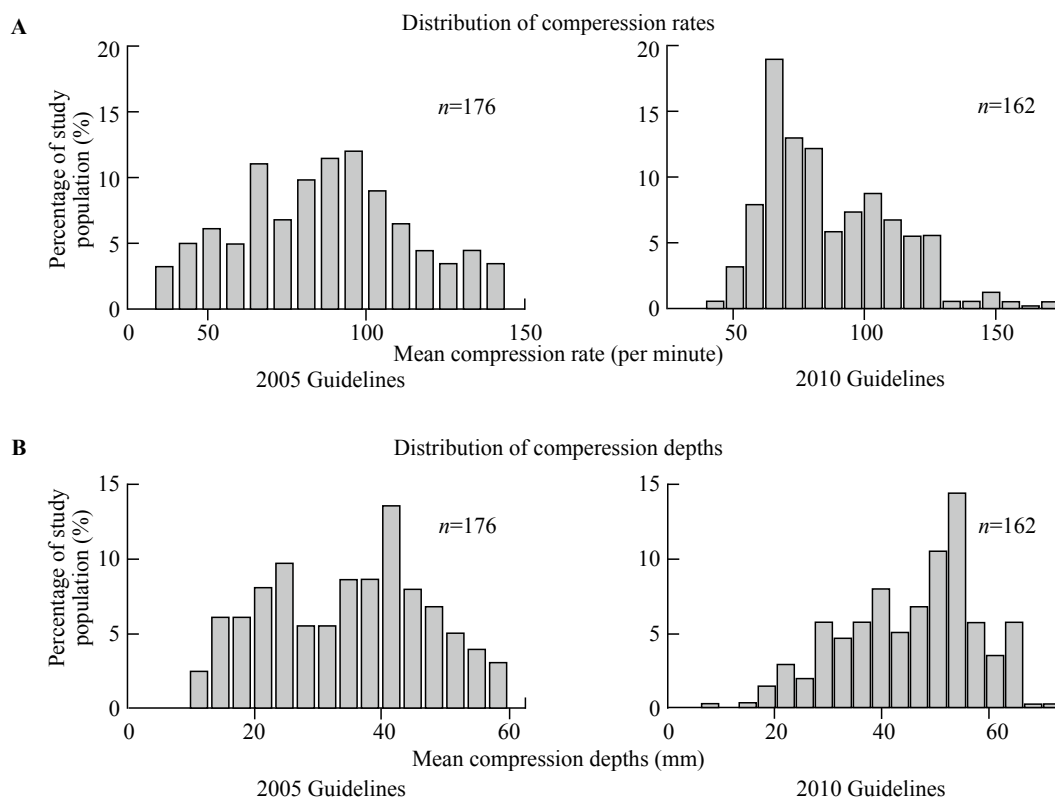 A
Distribution of comperession rates
Percentage of study
population (%)
20
15
10
5
0
n=176
0
50
100
150
20
15
10
5
0
n=162
50
100
150
Mean compression rate (per minute)
2005 Guidelines
2010 Guidelines
B
Distribution of comperession depths
Percentage of study
population (%)
15
10
5
0
n=176
0
20
40
60
15
10
5
0
n=162
0
20
40
60
Mean compression depths (mm)
2005 Guidelines
2010 Guidelines